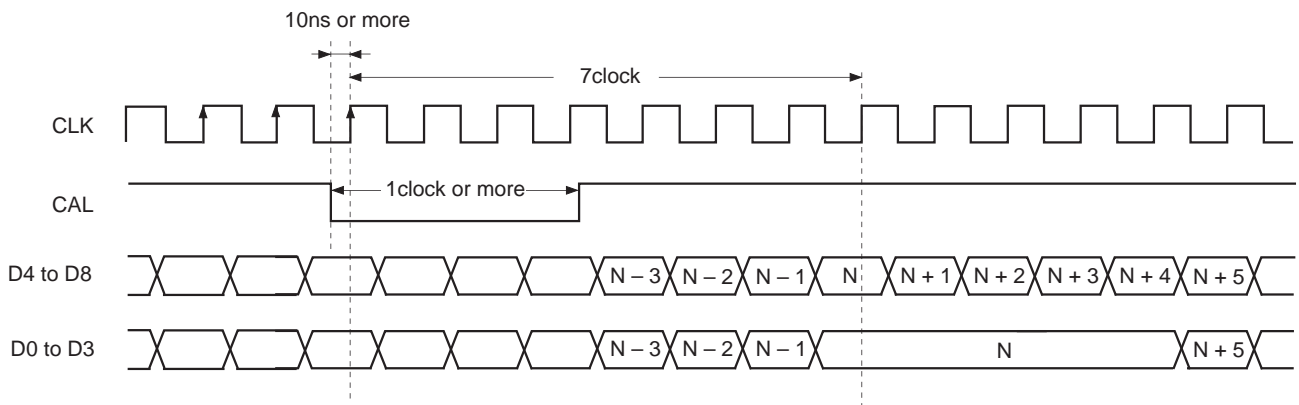 10ns or more
7clock
CLK
CAL
1clock or more
D4 to D8
N – 3 N – 2 N – 1 N N + 1 N + 2 N + 3 N + 4 N + 5
D0 to D3
N – 3 N – 2 N – 1 N N + 5